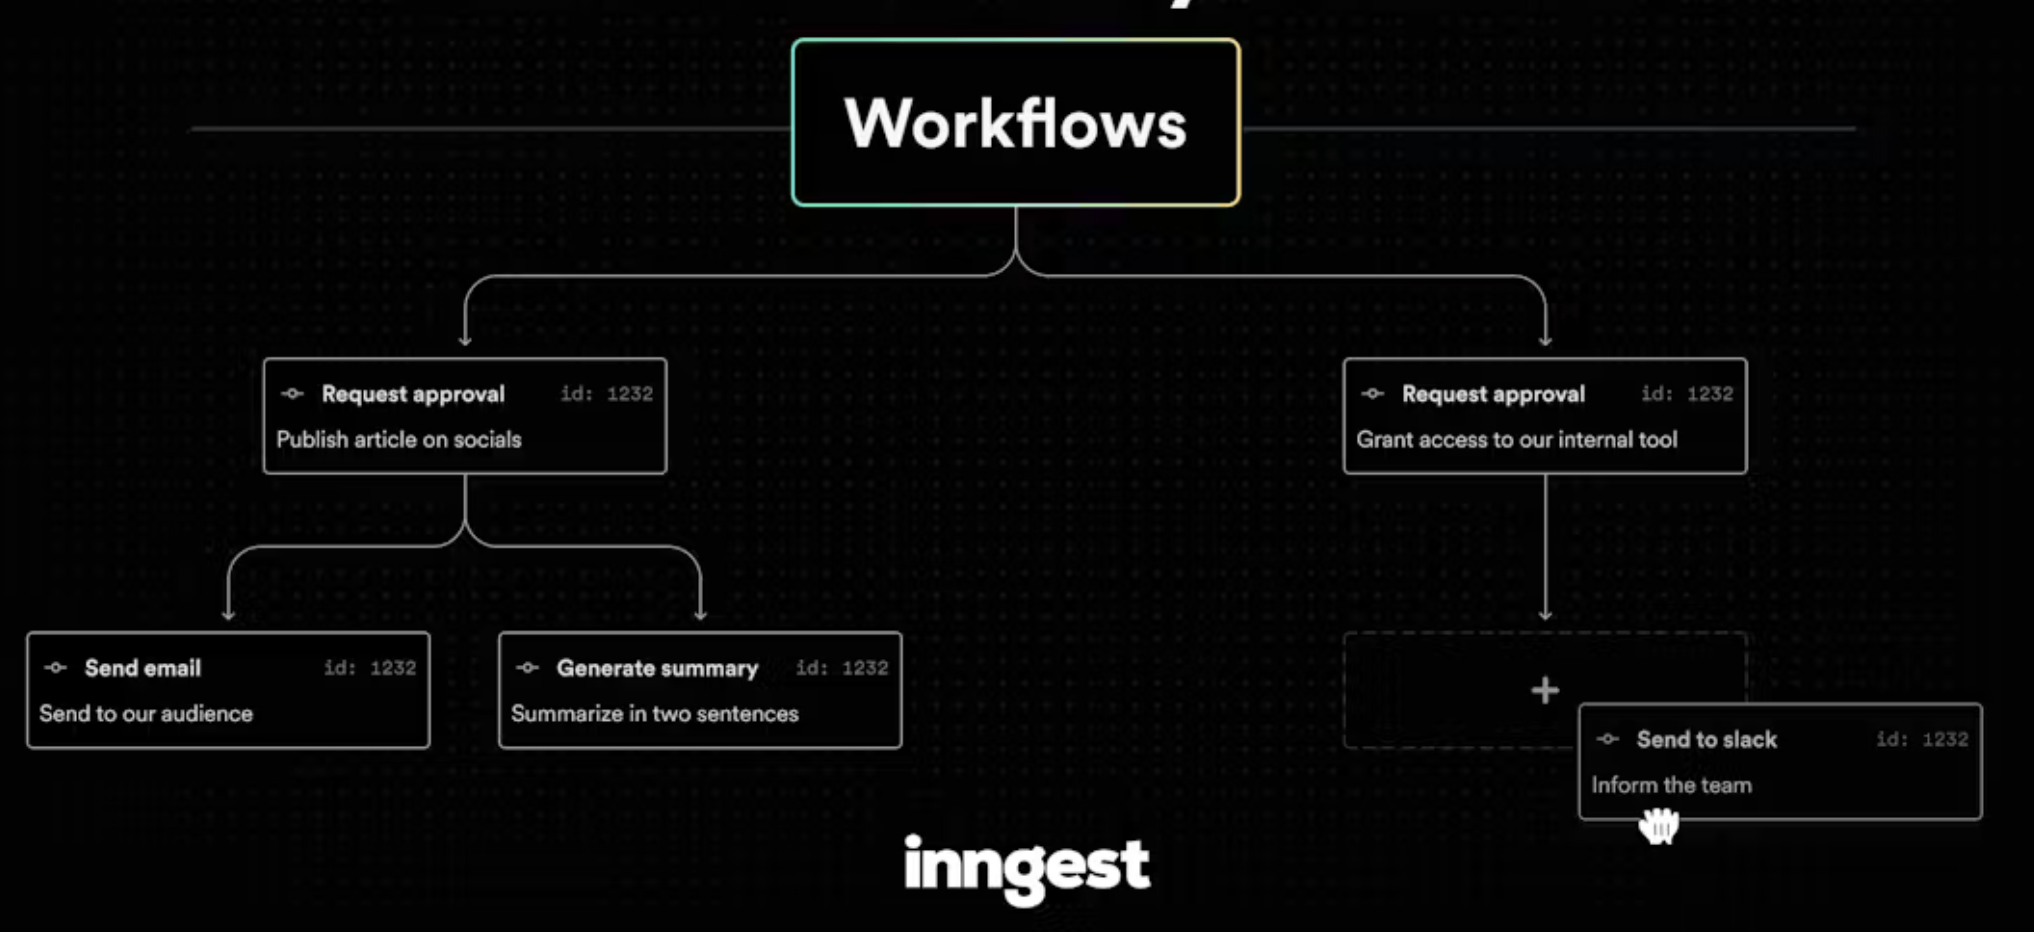 Workflows
Request approval id: 1232
Publish article on socials
Request approval id: 1232
Grant access to our internal tool
Send email id: 1232
Send to our audience
Generate summary id: 1232
Summarize in two sentences
+
Send to slack id: 1232
Inform the team
inngest